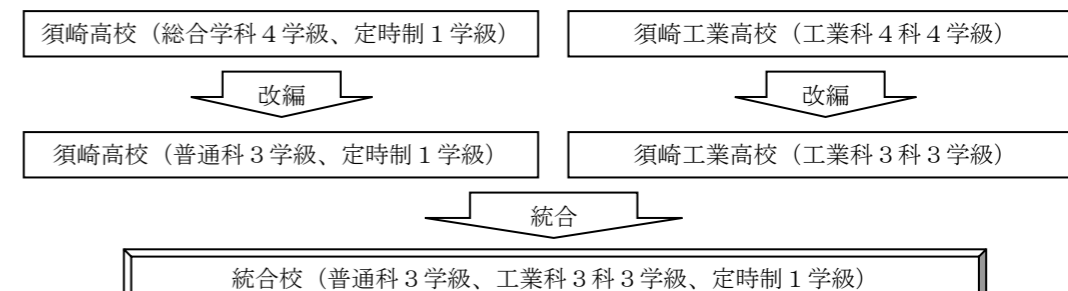 須崎高校（総合学科４学級、定時制１学級）
須崎工業高校（工業科４科４学級）
改編
改編
須崎高校（普通科３学級、定時制１学級）
須崎工業高校（工業科３科３学級）
統合
統合校（普通科３学級、工業科３科３学級、定時制１学級）